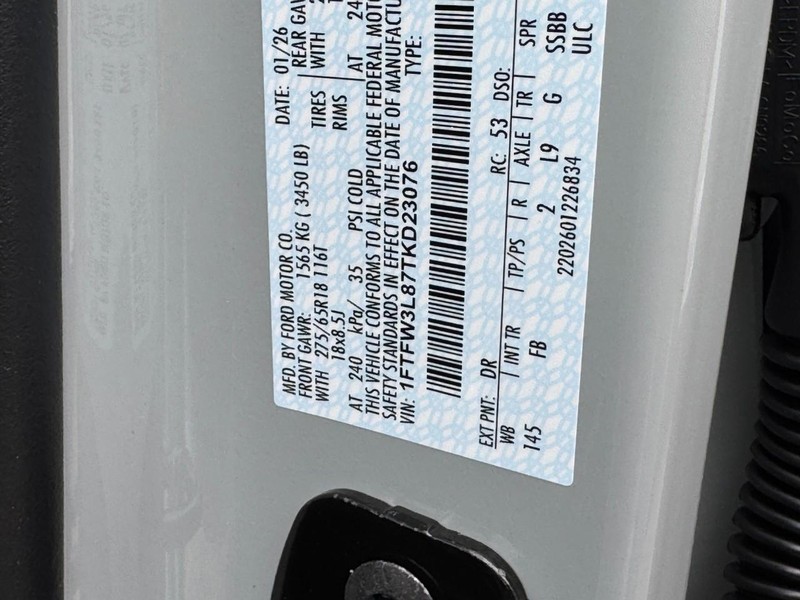 MFD. BY FORD MOTOR CO. DATE: 01/26
FRONT GAWR: 1565 KG ( 3450 LB) REAR GAW
WITH 275/65R18 116T TIRES WITH
18x8.5J RIMS
AT 240 kPa/ 35 PSI COLD AT 24
THIS VEHICLE CONFORMS TO ALL APPLICABLE FEDERAL MOTO
SAFETY STANDARDS IN EFFECT ON THE DATE OF MANUFACTU
VIN: 1FTFW3L87TKD23076 TYPE:
EXT PNT: DR RC: 53 DSO:
WB | INT TR | TP/PS | R | AXLE | TR | SPR
145 FB 2 L9 G SSBB
2202601226834 ULC